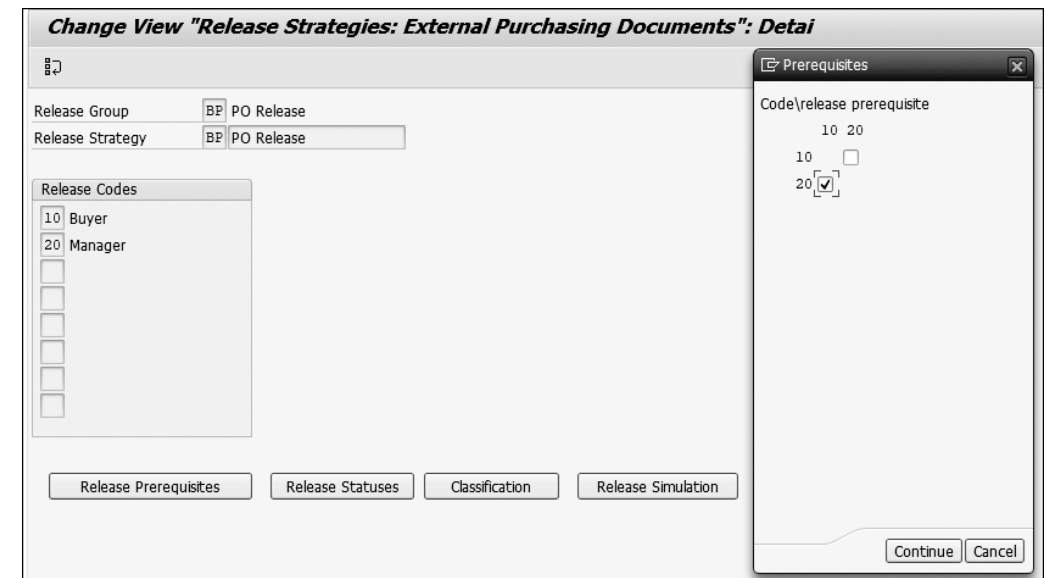 Change View "Release Strategies: External Purchasing Documents": Detai
Release Group BP PO Release
Release Strategy BP PO Release
Release Codes
10 Buyer
20 Manager
Release Prerequisites Release Statuses Classification Release Simulation
Prerequisites
Code\release prerequisite
10 20
10
20
Continue Cancel